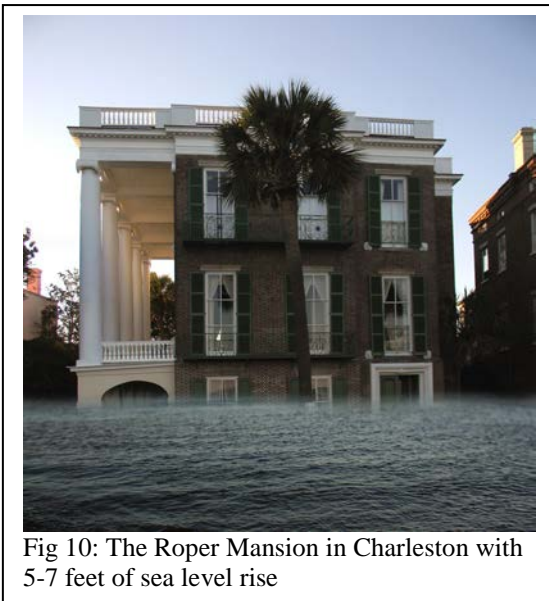 Fig 10: The Roper Mansion in Charleston with
5-7 feet of sea level rise